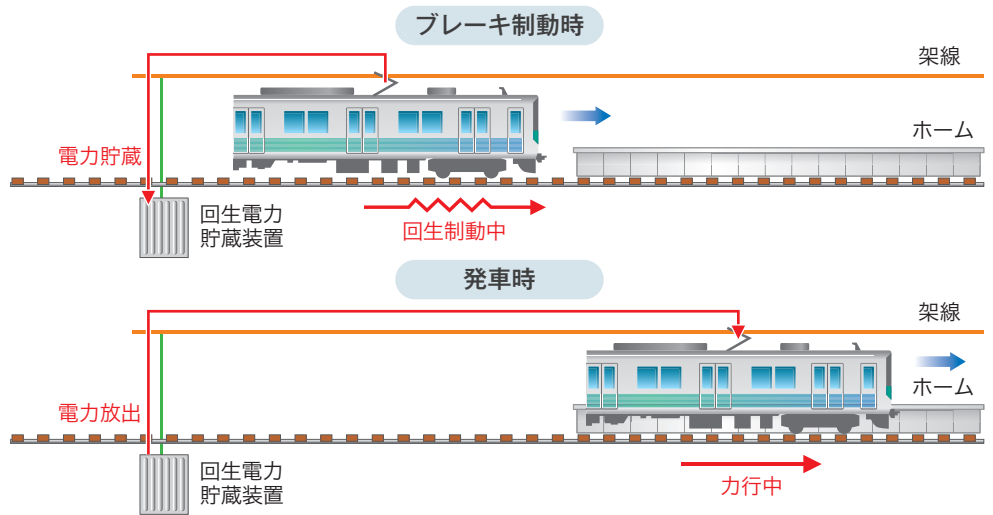 ブレーキ制動時
架線
ホーム
電力貯蔵
回生電力
貯蔵装置
回生制動中
発車時
架線
ホーム
電力放出
回生電力
貯蔵装置
力行中